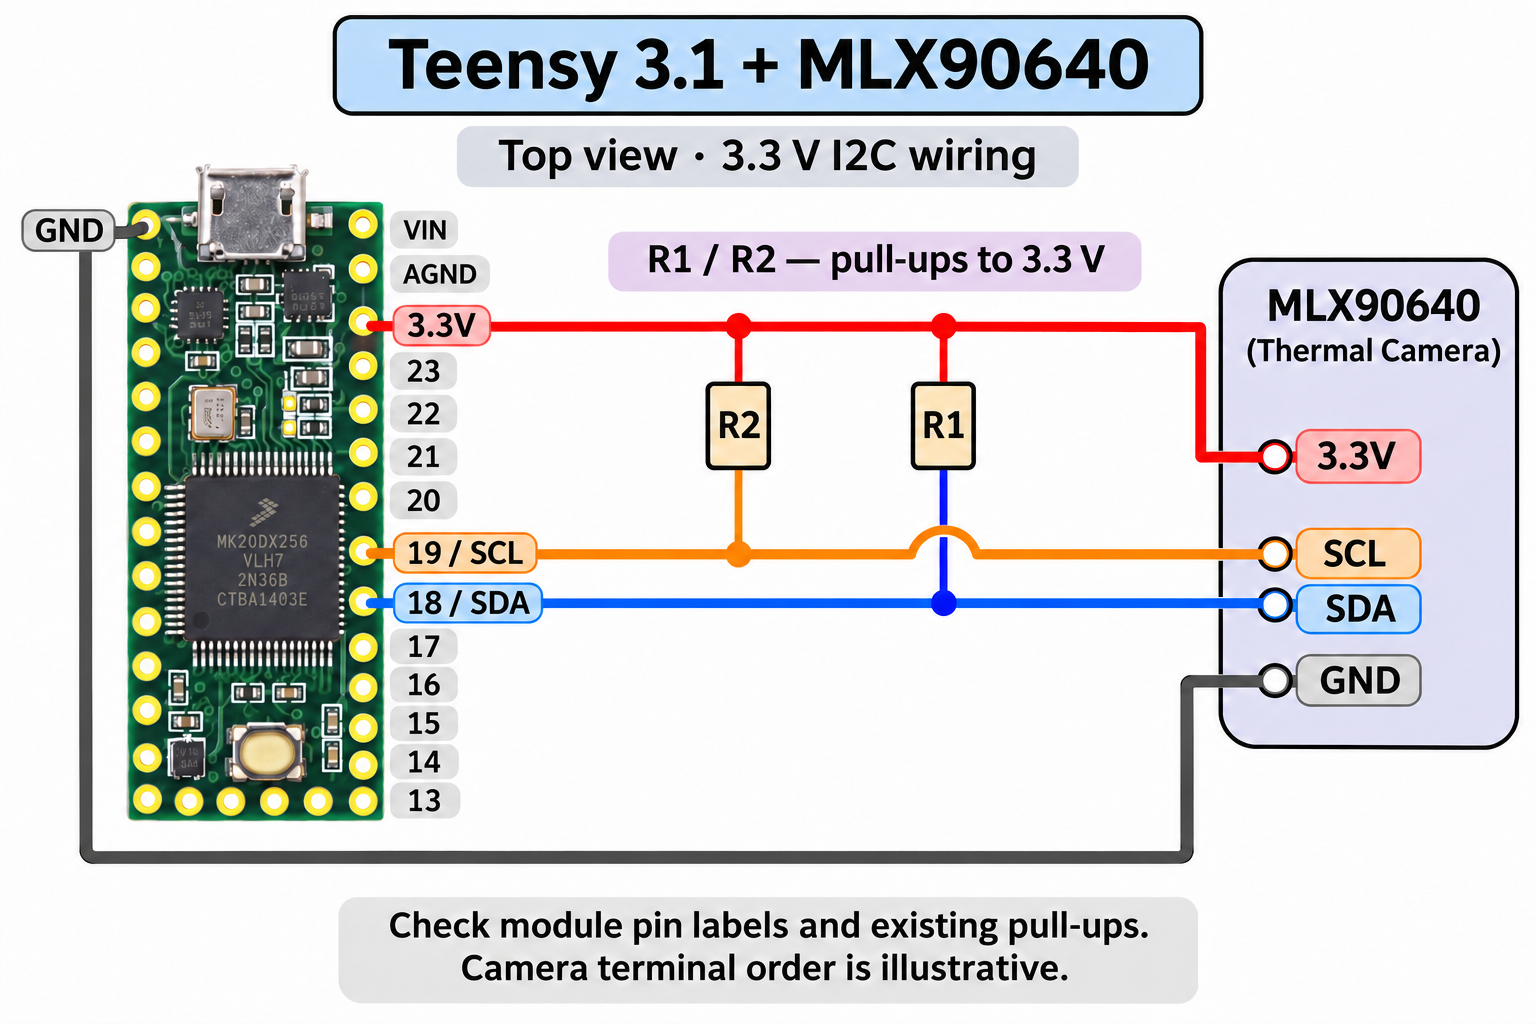 Teensy 3.1 + MLX90640
Top view · 3.3 V I2C wiring
GND
VIN
AGND
3.3V
23
22
21
20
19 / SCL
18 / SDA
17
16
15
14
13
MK20DX256
VLH7
2N36B
CTBA1403E
R1 / R2 — pull-ups to 3.3 V
R2
R1
MLX90640
(Thermal Camera)
3.3V
SCL
SDA
GND
Check module pin labels and existing pull-ups.
Camera terminal order is illustrative.